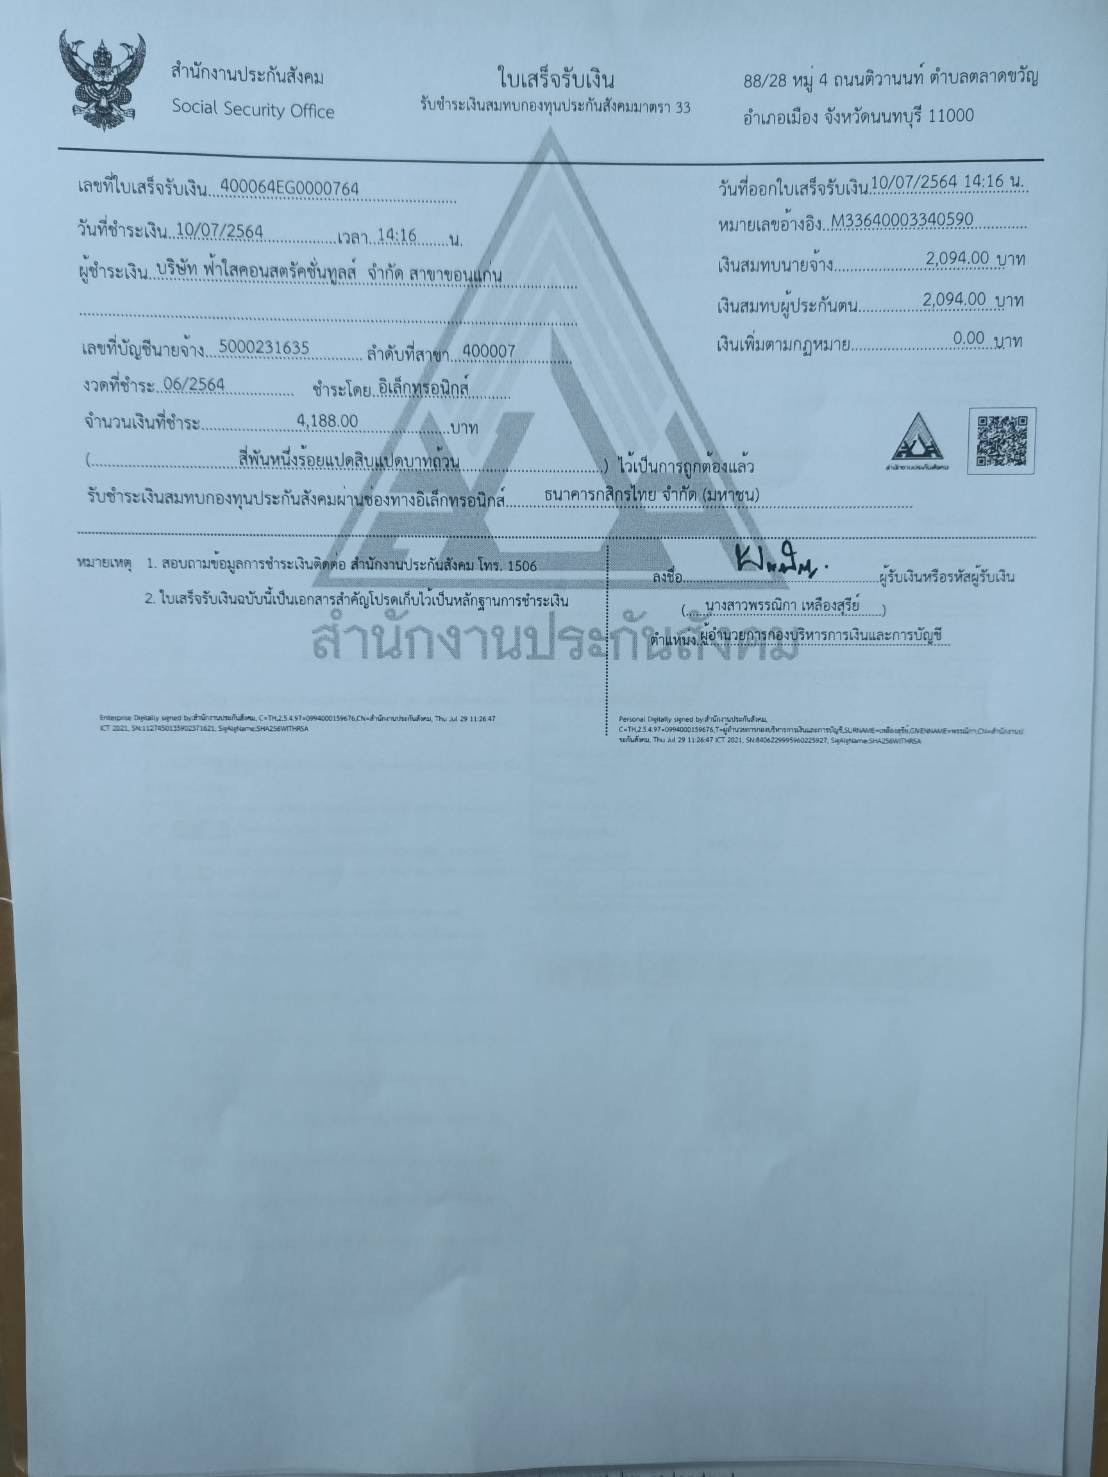 สำนักงานประกันสังคม
Social Security Office
ใบเสร็จรับเงิน
รับชำระเงินสมทบกองทุนประกันสังคมมาตรา 33
88/28 หมู่ 4 ถนนติวานนท์ ตำบลตลาดขวัญ
อำเภอเมือง จังหวัดนนทบุรี 11000
เลขที่ใบเสร็จรับเงิน 400064EG0000764
วันที่ออกใบเสร็จรับเงิน 10/07/2564 14:16 น.
วันที่ชำระเงิน 10/07/2564 เวลา 14:16 น.
หมายเลขอ้างอิง M33640003340590
ผู้ชำระเงิน บริษัท ฟ้าใสคอนสตรัคชั่นทูลส์ จำกัด สาขาขอนแก่น
เงินสมทบนายจ้าง 2,094.00 บาท
เงินสมทบผู้ประกันตน 2,094.00 บาท
เลขที่บัญชีนายจ้าง 5000231635 ลำดับที่สาขา 400007
เงินเพิ่มตามกฎหมาย 0.00 บาท
งวดที่ชำระ 06/2564 ชำระโดย อิเล็กทรอนิกส์
จำนวนเงินที่ชำระ 4,188.00 บาท
( สี่พันหนึ่งร้อยแปดสิบแปดบาทถ้วน ) ไว้เป็นการถูกต้องแล้ว
สำนักงานประกันสังคม
รับชำระเงินสมทบกองทุนประกันสังคมผ่านช่องทางอิเล็กทรอนิกส์ ธนาคารกสิกรไทย จำกัด (มหาชน)
หมายเหตุ 1. สอบถามข้อมูลการชำระเงินติดต่อ สำนักงานประกันสังคม โทร. 1506
2. ใบเสร็จรับเงินฉบับนี้เป็นเอกสารสำคัญโปรดเก็บไว้เป็นหลักฐานการชำระเงิน
ลงชื่อ ผู้รับเงินหรือรหัสผู้รับเงิน
( นางสาวพรรณิกา เหลืองสุรีย์ )
ตำแหน่ง ผู้อำนวยการกองบริหารการเงินและการบัญชี
สำนักงานประกันสังคม
Enterprise Digitally signed by:สำนักงานประกันสังคม, C=TH,2.5.4.97=0994000159676,CN=สำนักงานประกันสังคม, Thu Jul 29 11:26:47
ICT 2021, SN:1127450135902371621, SigAlgName:SHA256WITHRSA
Personal Digitally signed by:สำนักงานประกันสังคม,
C=TH,2.5.4.97=0994000159676,T=ผู้อำนวยการกองบริหารการเงินและการบัญชี,SURNAME=เหลืองสุรีย์,GIVENNAME=พรรณิกา,CN=สำนักงานป
ระกันสังคม, Thu Jul 29 11:26:47 ICT 2021, SN:8406229995960225927, SigAlgName:SHA256WITHRSA